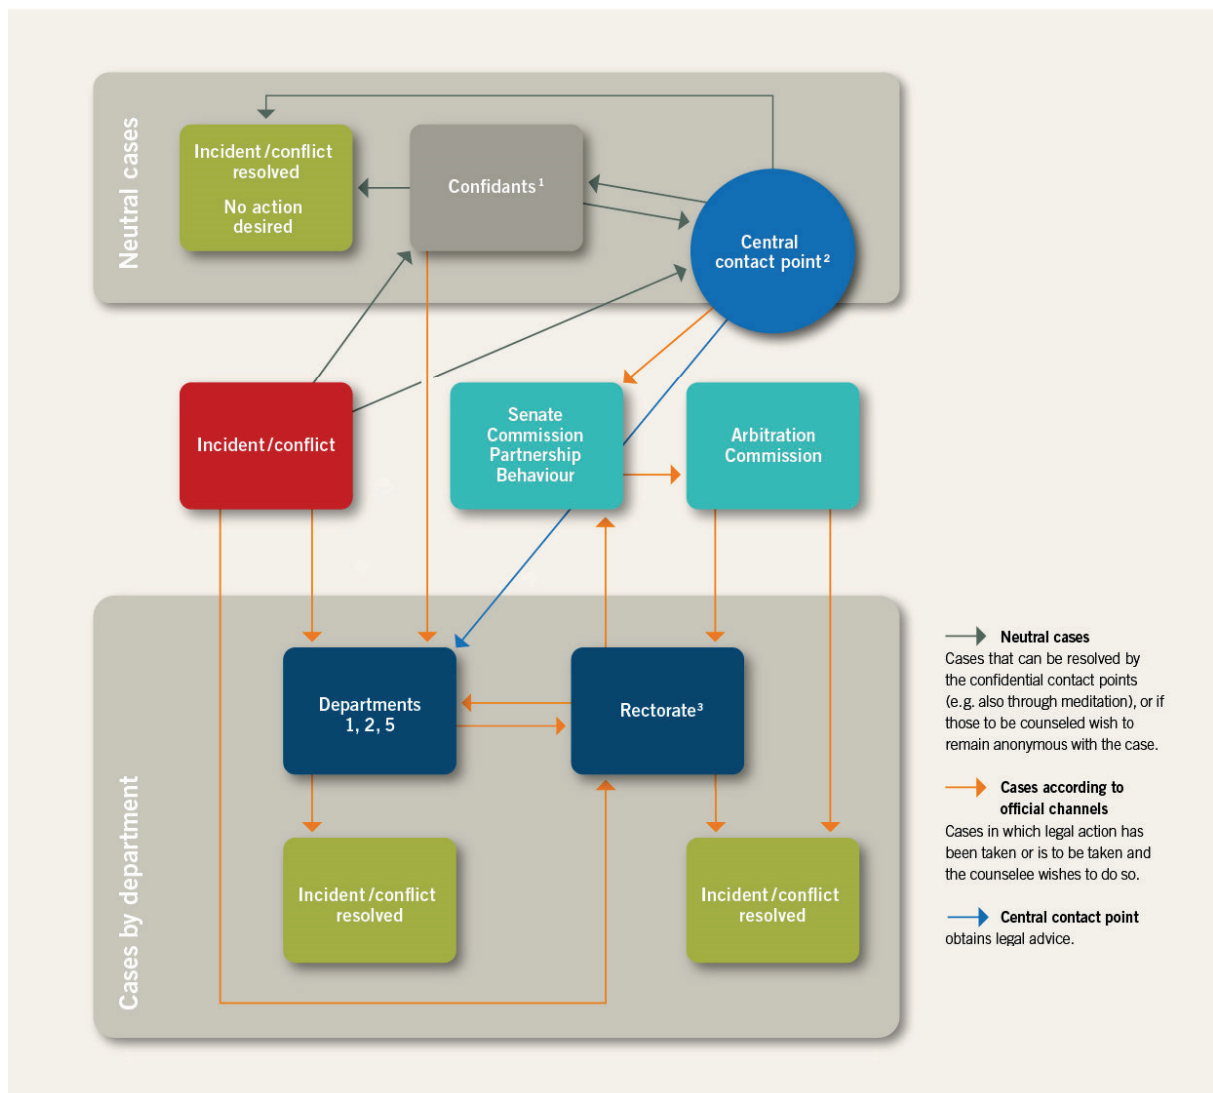 Neutral cases
Incident/conflict
resolved
No action
desired
Confidants¹
Central
contact point²
Incident/conflict
Senate
Commission
Partnership
Behaviour
Arbitration
Commission
Cases by department
Departments
1, 2, 5
Rectorate³
Incident/conflict
resolved
Incident/conflict
resolved
Neutral cases
Cases that can be resolved by
the confidential contact points
(e.g. also through meditation), or if
those to be counseled wish to
remain anonymous with the case.
Cases according to
official channels
Cases in which legal action has
been taken or is to be taken and
the counselee wishes to do so.
Central contact point
obtains legal advice.